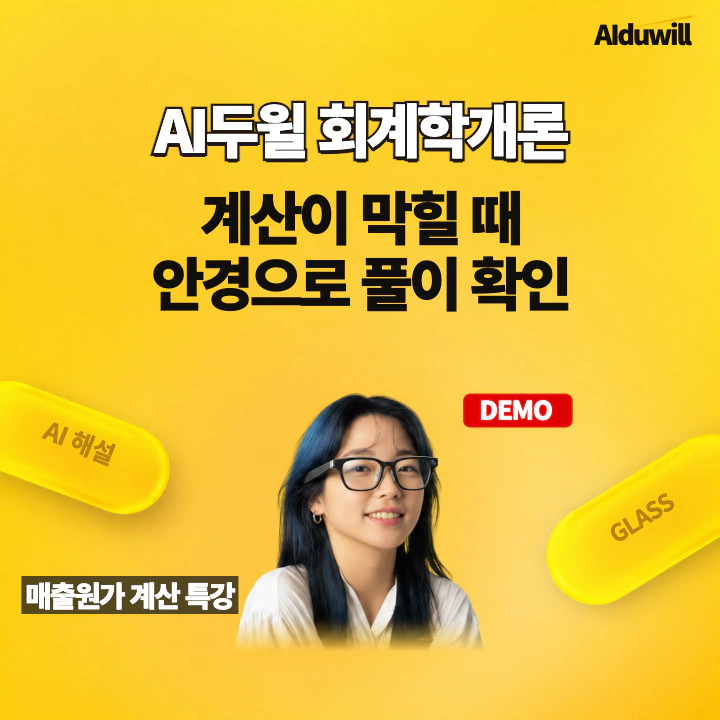 AIduwill
AI두윌 회계학개론
계산이 막힐 때
안경으로 풀이 확인
DEMO
AI 해설
GLASS
매출원가 계산 특강